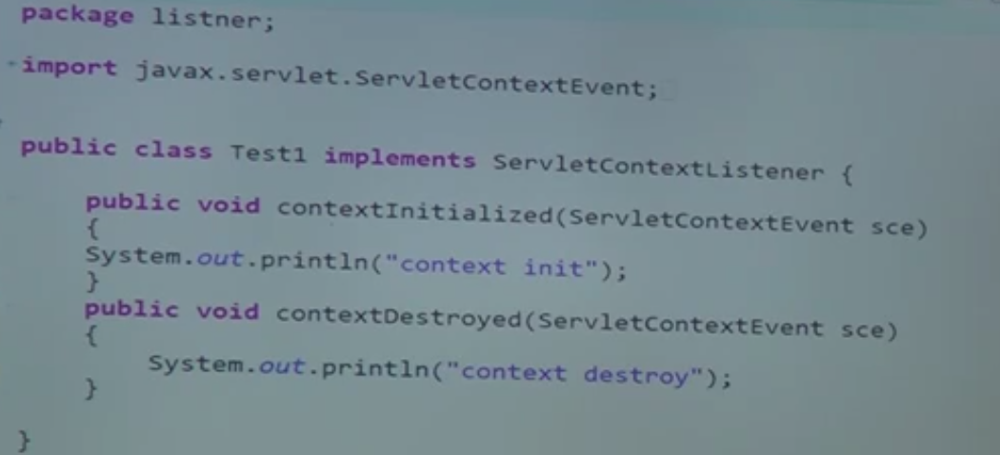 package listner;
import javax.servlet.ServletContextEvent;
public class Test1 implements ServletContextListener {
public void contextInitialized(ServletContextEvent sce)
{
System.out.println("context init");
}
public void contextDestroyed(ServletContextEvent sce)
{
System.out.println("context destroy");
}
}